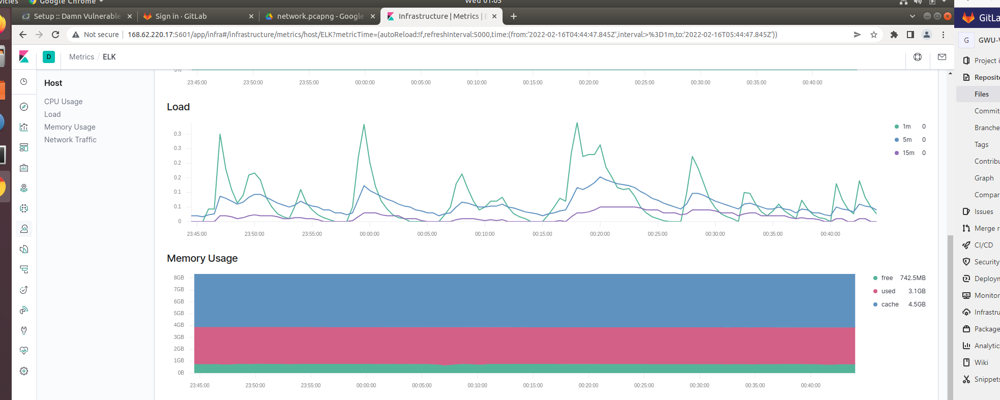 vities Google Chrome Wed 01:05
Setup :: Damn Vulnerable
Sign in · GitLab
network.pcapng - Google
Infrastructure | Metrics | E
Not secure 168.62.220.17:5601/app/infra#/infrastructure/metrics/host/ELK?metricTime=(autoReload:!f,refreshInterval:5000,time:(from:'2022-02-16T04:44:47.845Z',interval:>%3D1m,to:'2022-02-16T05:44:47.845Z'))
D Metrics / ELK
Host
CPU Usage
Load
Memory Usage
Network Traffic
0%
23:45:00 23:50:00 23:55:00 00:00:00 00:05:00 00:10:00 00:15:00 00:20:00 00:25:00 00:30:00 00:35:00 00:40:00
Load
0.3
0.3
0.2
0.2
0.1
0.1
0
23:45:00 23:50:00 23:55:00 00:00:00 00:05:00 00:10:00 00:15:00 00:20:00 00:25:00 00:30:00 00:35:00 00:40:00
1m 0
5m 0
15m 0
Memory Usage
8GB
7GB
6GB
5GB
4GB
3GB
2GB
1GB
0B
23:45:00 23:50:00 23:55:00 00:00:00 00:05:00 00:10:00 00:15:00 00:20:00 00:25:00 00:30:00 00:35:00 00:40:00
free 742.5MB
used 3.1GB
cache 4.5GB
GitLa
G GWU-V
Project i
Reposito
Files
Commit
Branche
Tags
Contribu
Graph
Compar
Issues
Merge r
CI/CD
Security
Deploym
Monitor
Infrastru
Package
Analytic
Wiki
Snippets